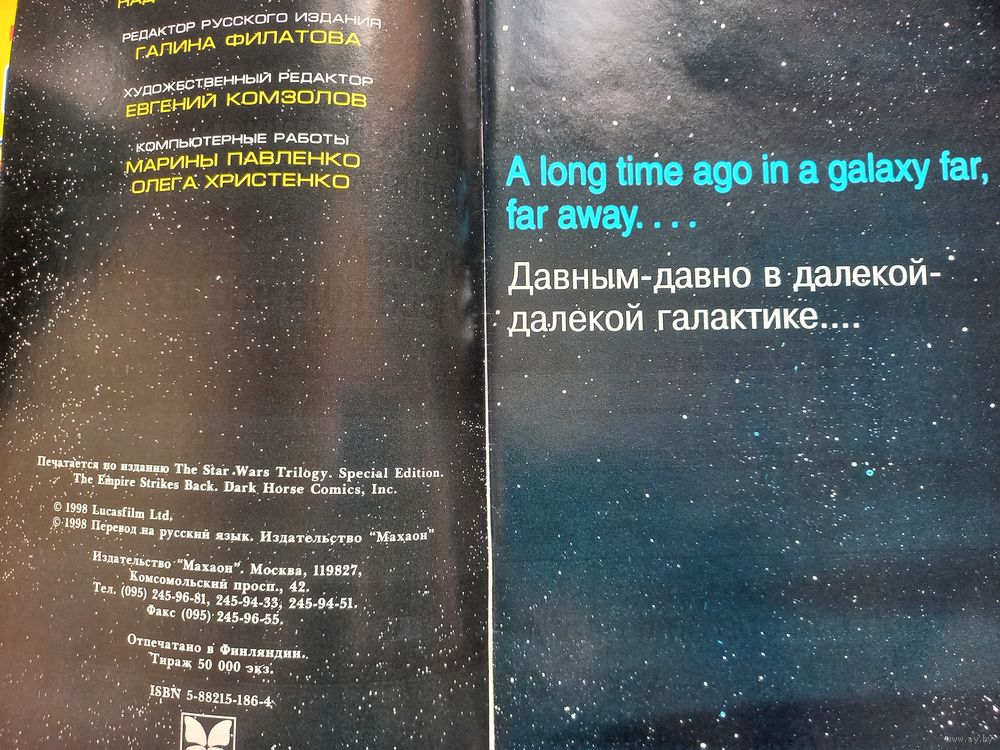 РЕДАКТОР РУССКОГО ИЗДАНИЯ
ГАЛИНА ФИЛАТОВА
ХУДОЖЕСТВЕННЫЙ РЕДАКТОР
ЕВГЕНИЙ КОМЗОЛОВ
КОМПЬЮТЕРНЫЕ РАБОТЫ
МАРИНЫ ПАВЛЕНКО
ОЛЕГА ХРИСТЕНКО
Печатается по изданию The Star Wars Trilogy. Special Edition.
The Empire Strikes Back. Dark Horse Comics, Inc.
© 1998 Lucasfilm Ltd,
© 1998 Перевод на русский язык. Издательство "Махаон"
Издательство "Махаон". Москва, 119827,
Комсомольский просп., 42.
Тел. (095) 245-96-81, 245-94-33, 245-94-51.
Факс (095) 245-96-55.
Отпечатано в Финляндии.
Тираж 50 000 экз.
ISBN 5-88215-186-4
A long time ago in a galaxy far,
far away. . . .
Давным-давно в далекой-
далекой галактике....
www.ay.by